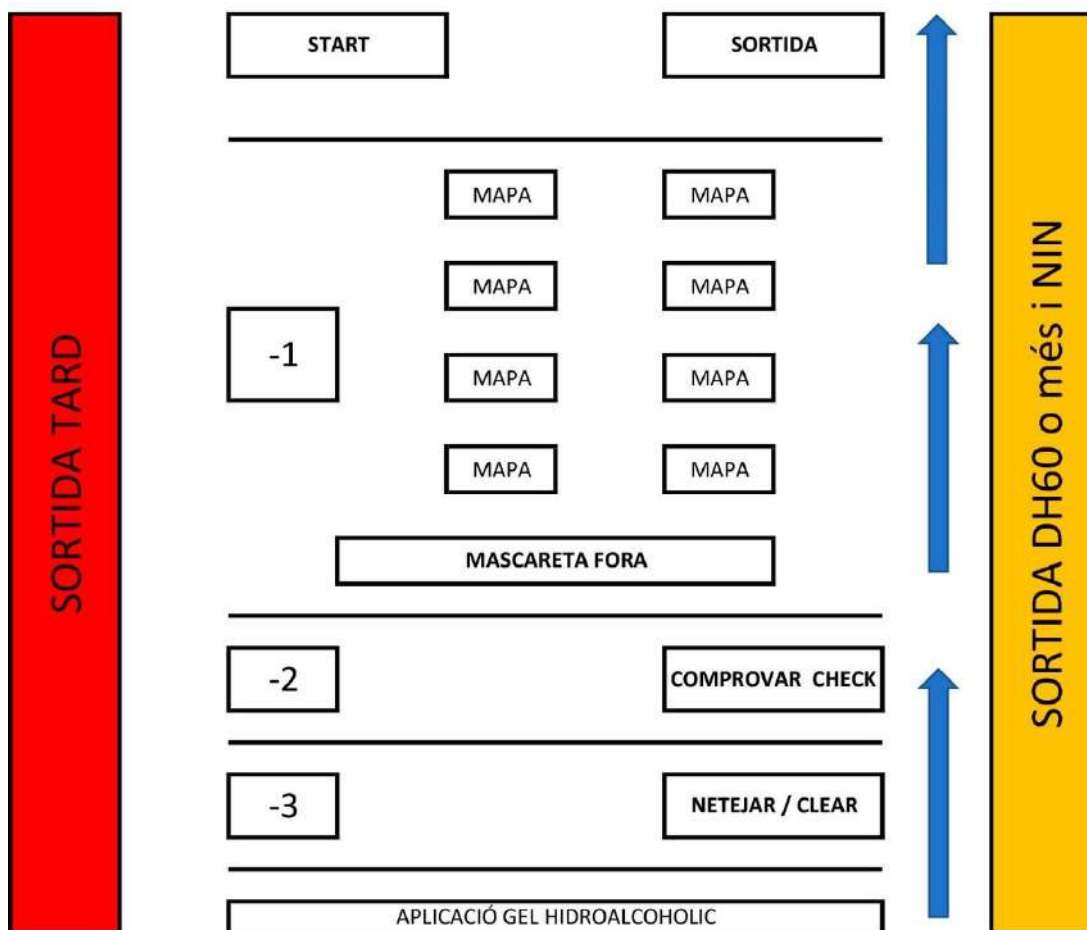 START
SORTIDA
MAPA
MAPA
MAPA
MAPA
-1
MAPA
MAPA
MAPA
MAPA
MASCARETA FORA
-2
COMPROVAR CHECK
-3
NETEJAR / CLEAR
APLICACIÓ GEL HIDROALCOHOLIC
SORTIDA TARD
SORTIDA DH60 o més i NIN